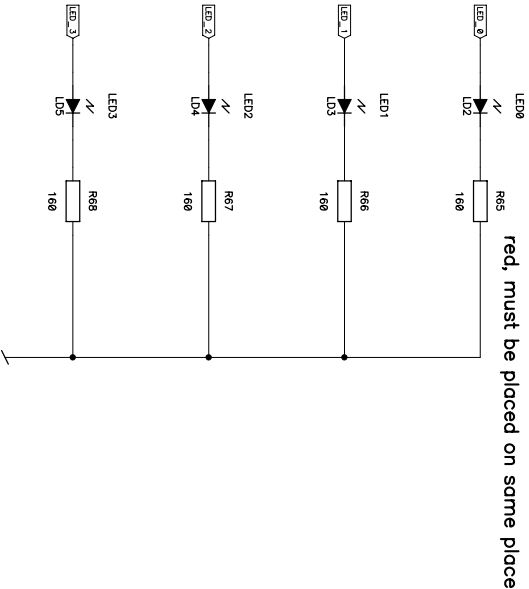 red, must be placed on same place
LED_0
LED0
LD2
R65
160
LED_1
LED1
LD3
R66
160
LED_2
LED2
LD4
R67
160
LED_3
LED3
LD5
R68
160